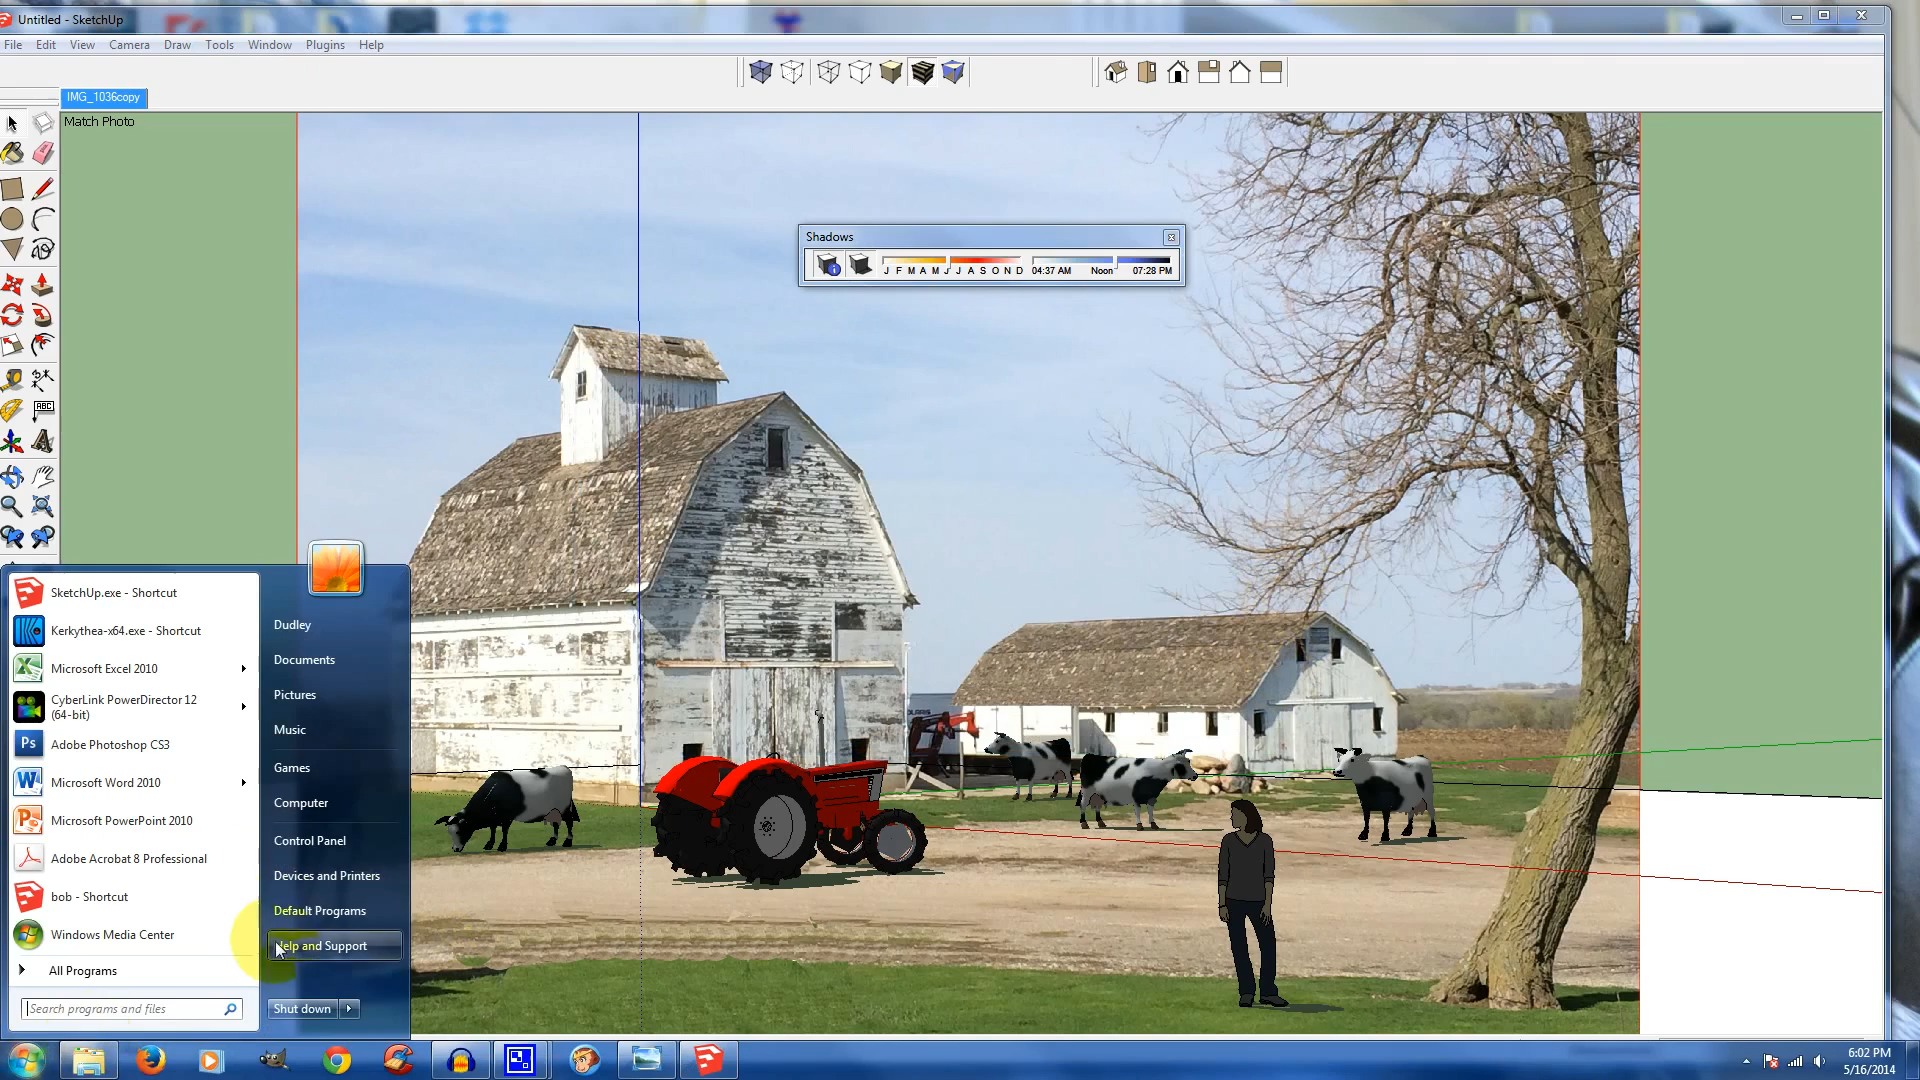 Untitled - SketchUp
File Edit View Camera Draw Tools Window Plugins Help
IMG_1036copy
Match Photo
Shadows
J F M A M J J A S O N D 04:37 AM Noon 07:28 PM
ABC
SketchUp.exe - Shortcut
Kerkythea-x64.exe - Shortcut
Microsoft Excel 2010
CyberLink PowerDirector 12
(64-bit)
Ps Adobe Photoshop CS3
Microsoft Word 2010
Microsoft PowerPoint 2010
Adobe Acrobat 8 Professional
bob - Shortcut
Windows Media Center
All Programs
Search programs and files
Dudley
Documents
Pictures
Music
Games
Computer
Control Panel
Devices and Printers
Default Programs
Help and Support
Shut down
6:02 PM
5/16/2014